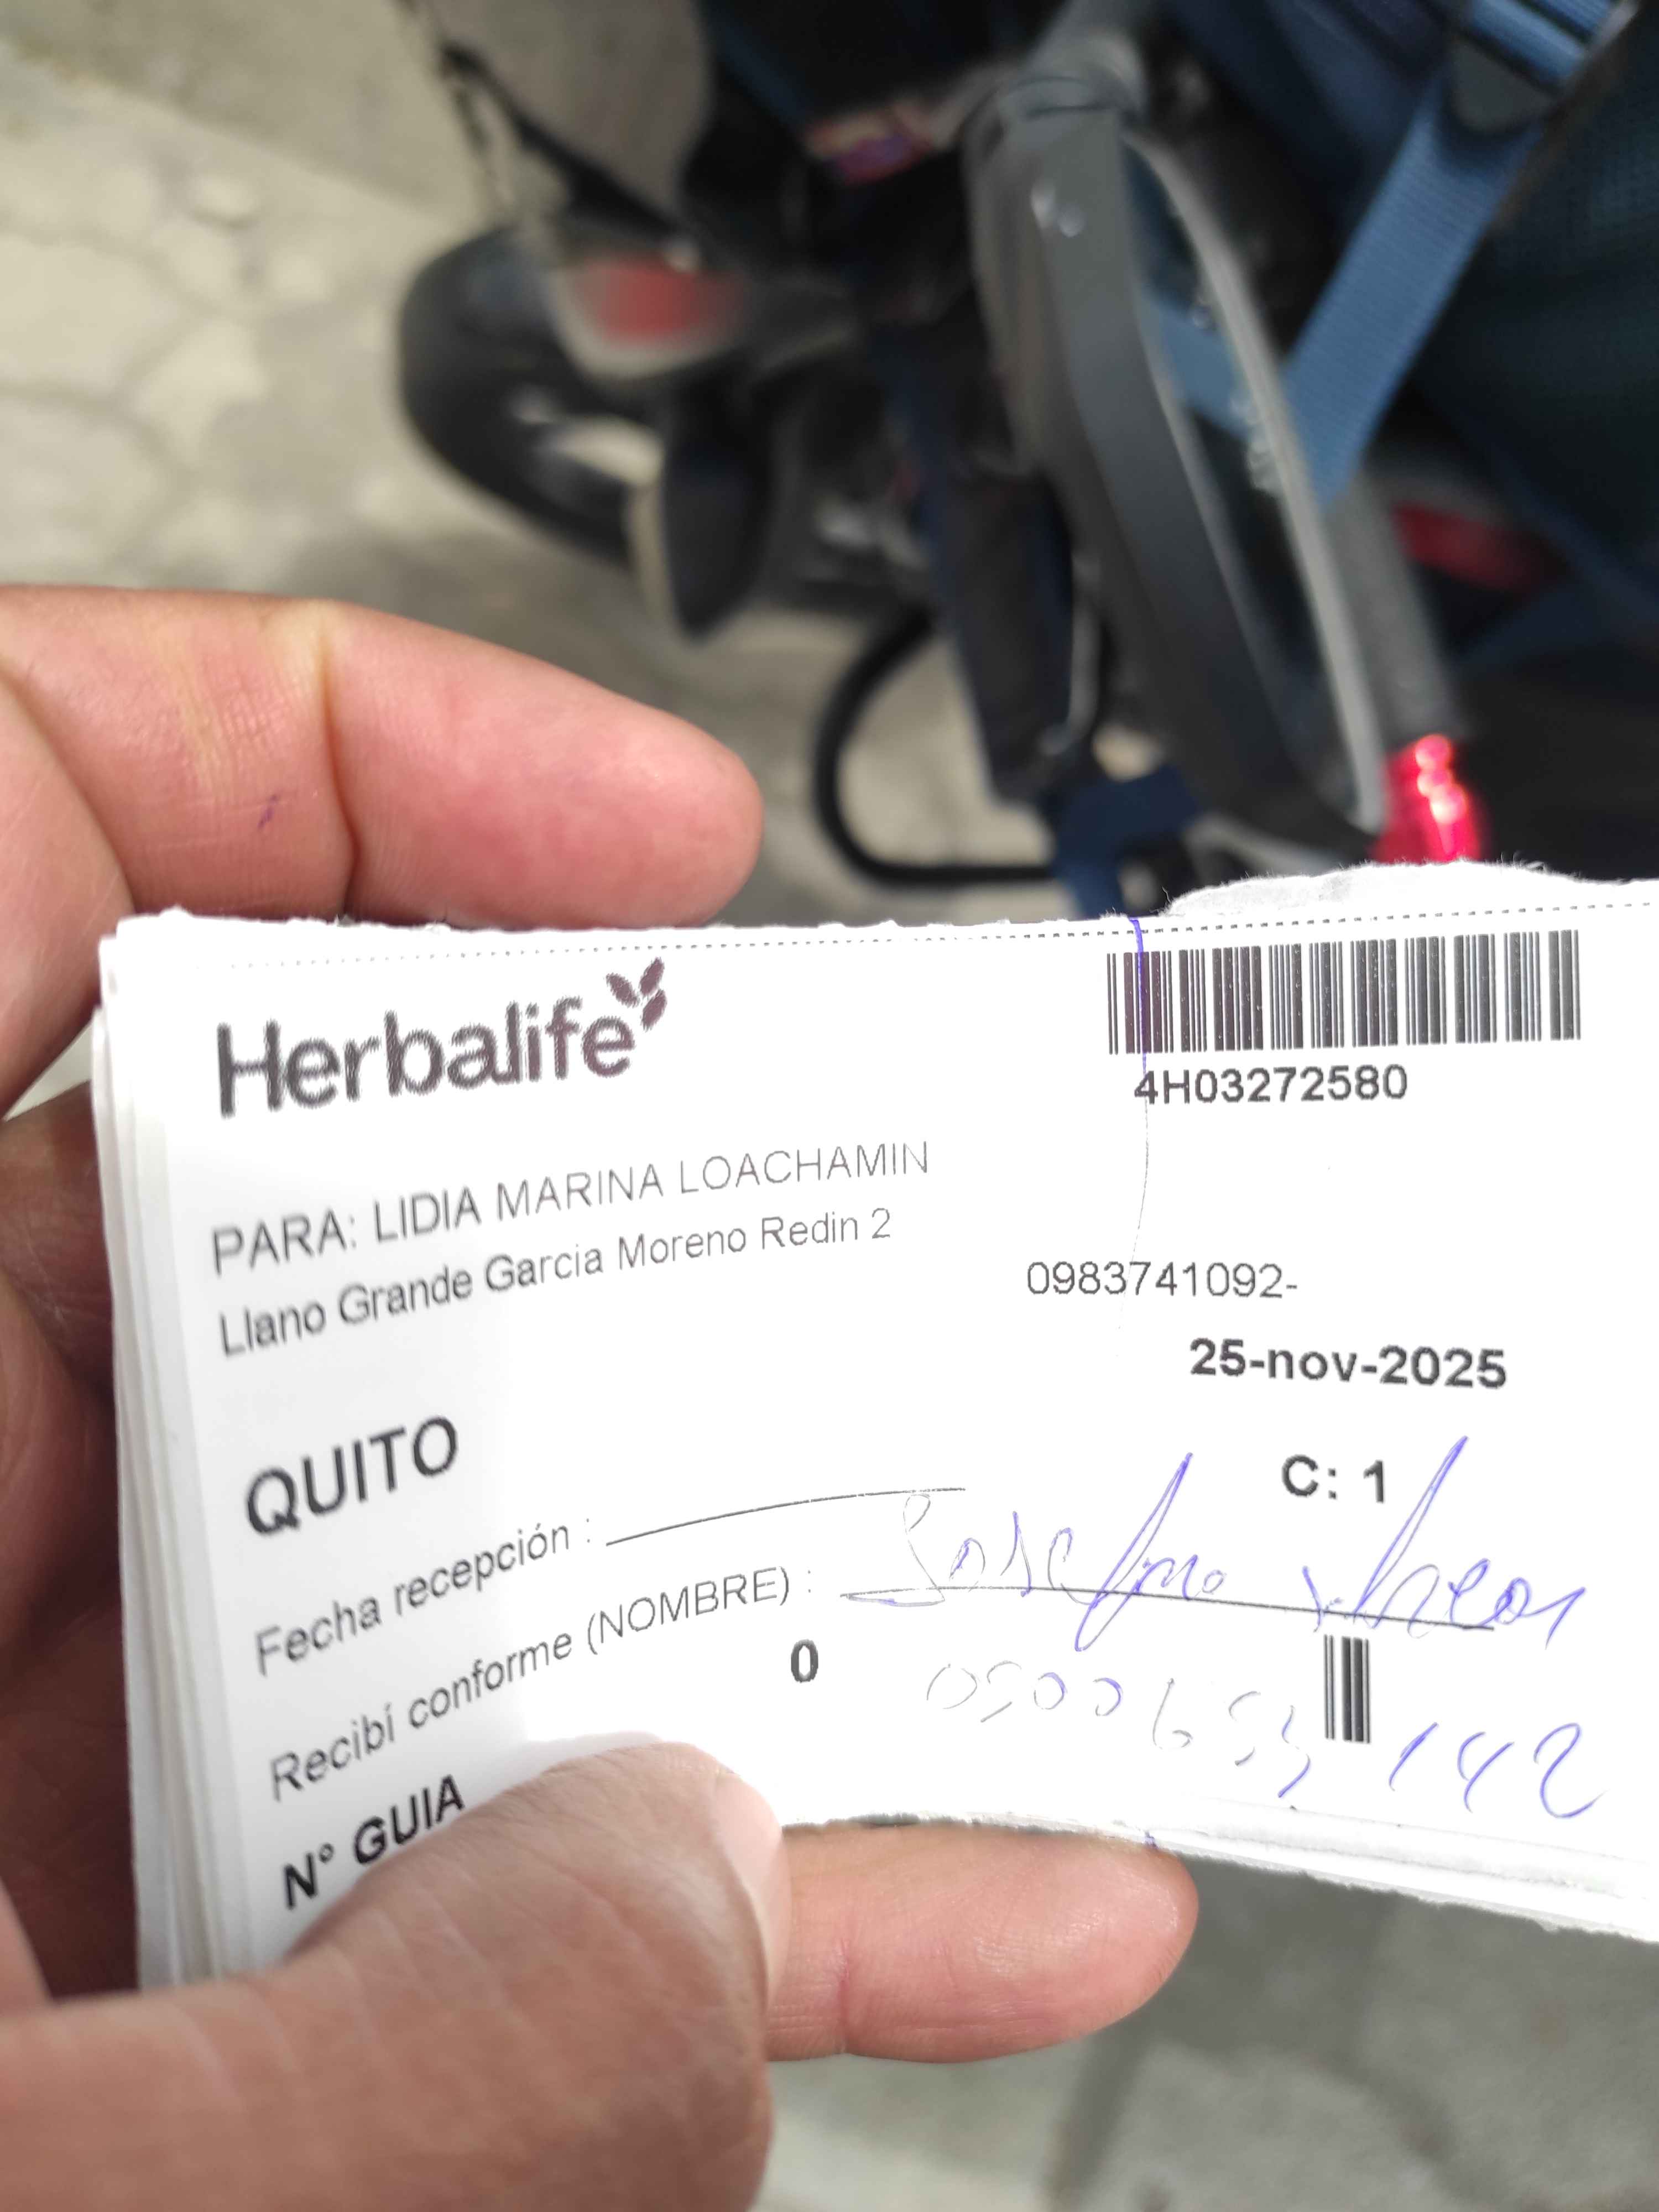 Herbalife
4H03272580
PARA: LIDIA MARINA LOACHAMIN
Llano Grande Garcia Moreno Redin 2
0983741092-
25-nov-2025
QUITO
C: 1
Fecha recepción :
Recibí conforme (NOMBRE) : Josefina
0
N° GUIA